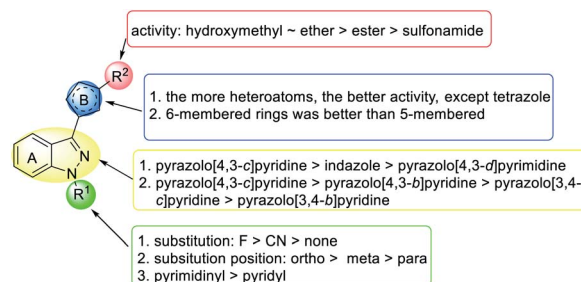 activity: hydroxymethyl ~ ether > ester > sulfonamide
R2
B
1. the more heteroatoms, the better activity, except tetrazole
2. 6-membered rings was better than 5-membered
A
N
N
R1
1. pyrazolo[4,3-c]pyridine > indazole > pyrazolo[4,3-d]pyrimidine
2. pyrazolo[4,3-c]pyridine > pyrazolo[4,3-b]pyridine > pyrazolo[3,4-
c]pyridine > pyrazolo[3,4-b]pyridine
1. substitution: F > CN > none
2. subsitution position: ortho > meta > para
3. pyrimidinyl > pyridyl